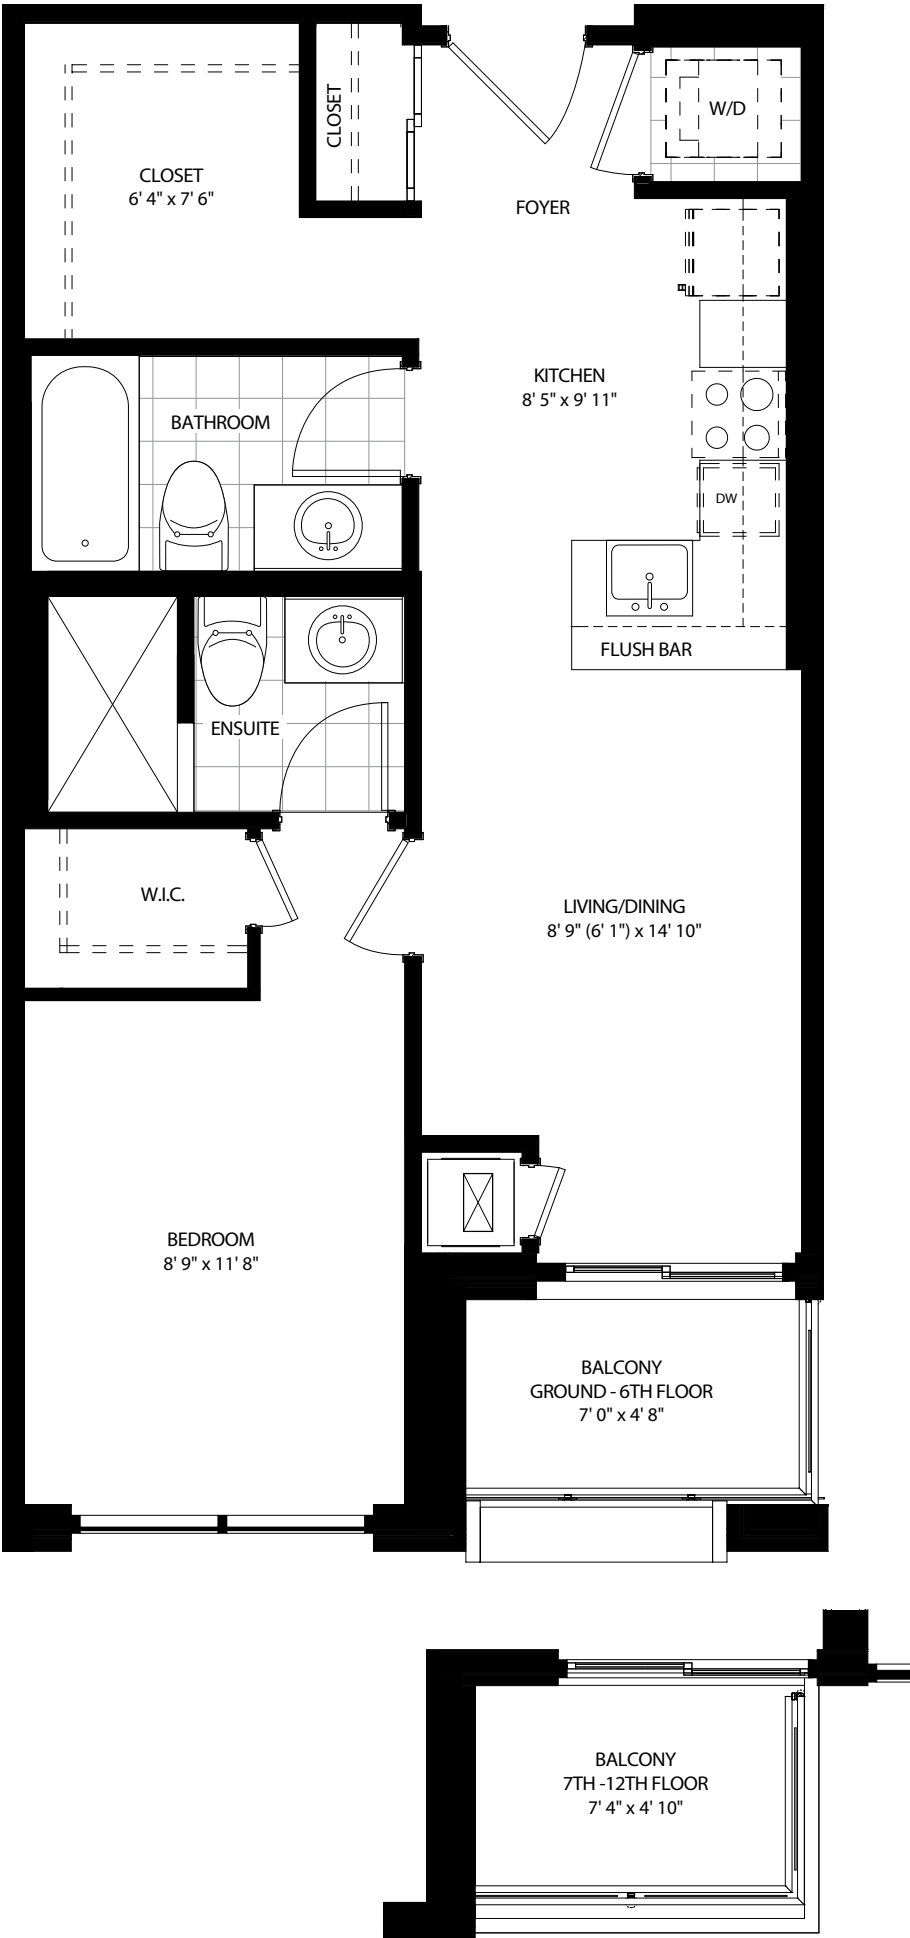 CLOSET
W/D
CLOSET
6' 4" x 7' 6"
FOYER
KITCHEN
8' 5" x 9' 11"
BATHROOM
DW
FLUSH BAR
ENSUITE
W.I.C.
LIVING/DINING
8' 9" (6' 1") x 14' 10"
BEDROOM
8' 9" x 11' 8"
BALCONY
GROUND - 6TH FLOOR
7' 0" x 4' 8"
BALCONY
7TH -12TH FLOOR
7' 4" x 4' 10"